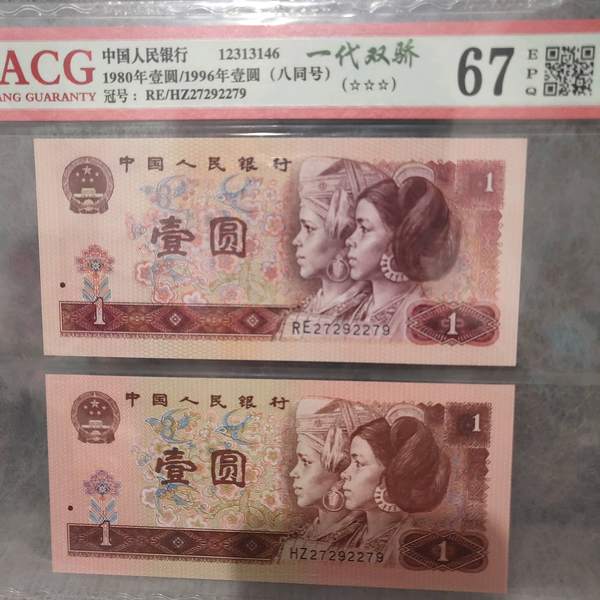 ACG
ANG GUARANTY
中国人民银行 12313146
1980年壹圆/1996年壹圆（八同号）
冠号：RE/HZ27292279
一代双骄
(☆☆☆)
67
EPQ
中国人民银行
壹圆
1
1
1
RE27292279
中国人民银行
壹圆
1
1
1
HZ27292279